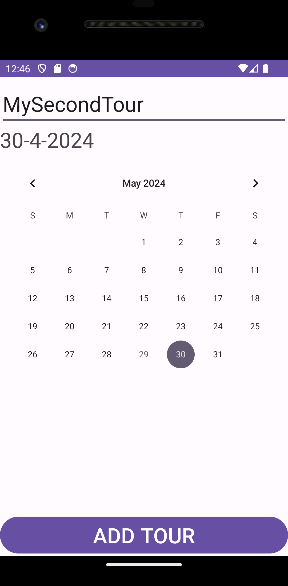 12:46
MySecondTour
30-4-2024
May 2024
S M T W T F S
1 2 3 4
5 6 7 8 9 10 11
12 13 14 15 16 17 18
19 20 21 22 23 24 25
26 27 28 29 30 31
ADD TOUR